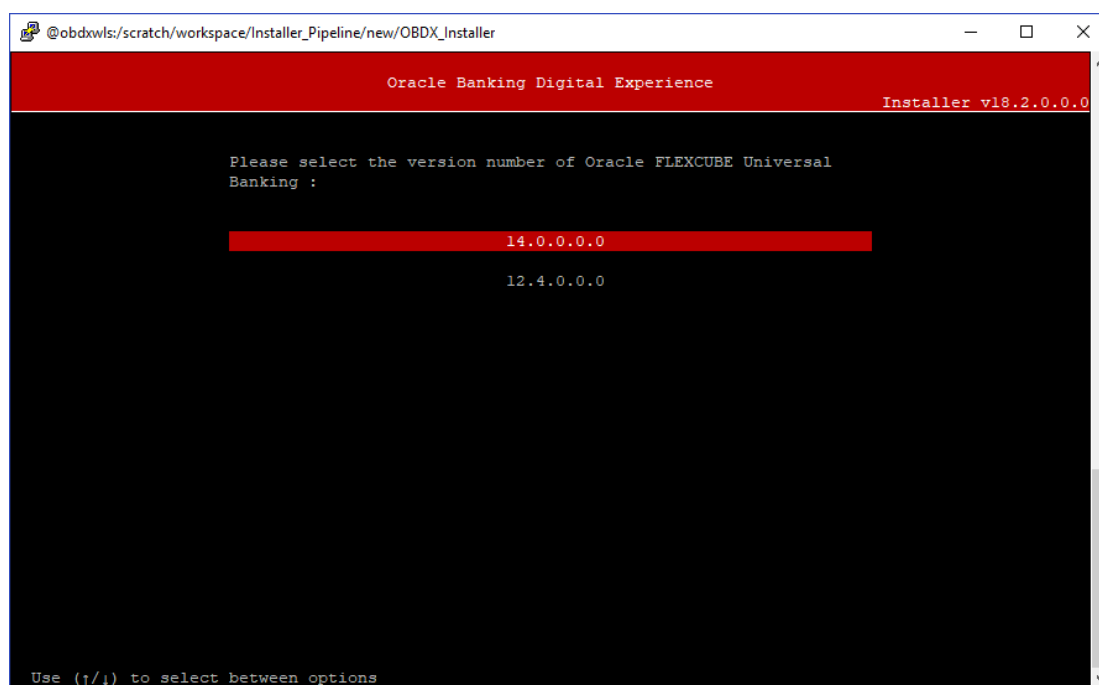 @obdxwls:/scratch/workspace/Installer_Pipeline/new/OBDX_Installer
Oracle Banking Digital Experience
Installer v18.2.0.0.0
Please select the version number of Oracle FLEXCUBE Universal
Banking :
14.0.0.0.0
12.4.0.0.0
Use (↑/↓) to select between options